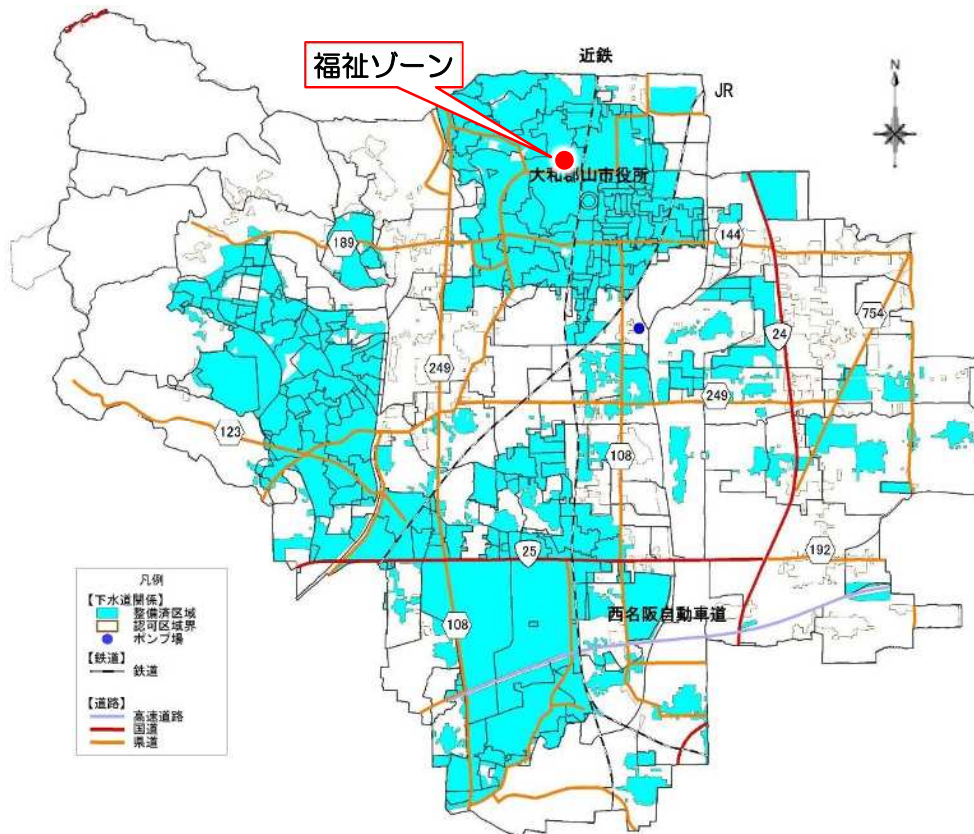 福祉ゾーン
近鉄
JR
N
大和郡山市役所
189
144
754
24
249
249
123
108
25
192
西名阪自動車道
108
凡例
【下水道関係】
整備済区域
認可区域界
ポンプ場
【鉄道】
鉄道
【道路】
高速道路
国道
県道